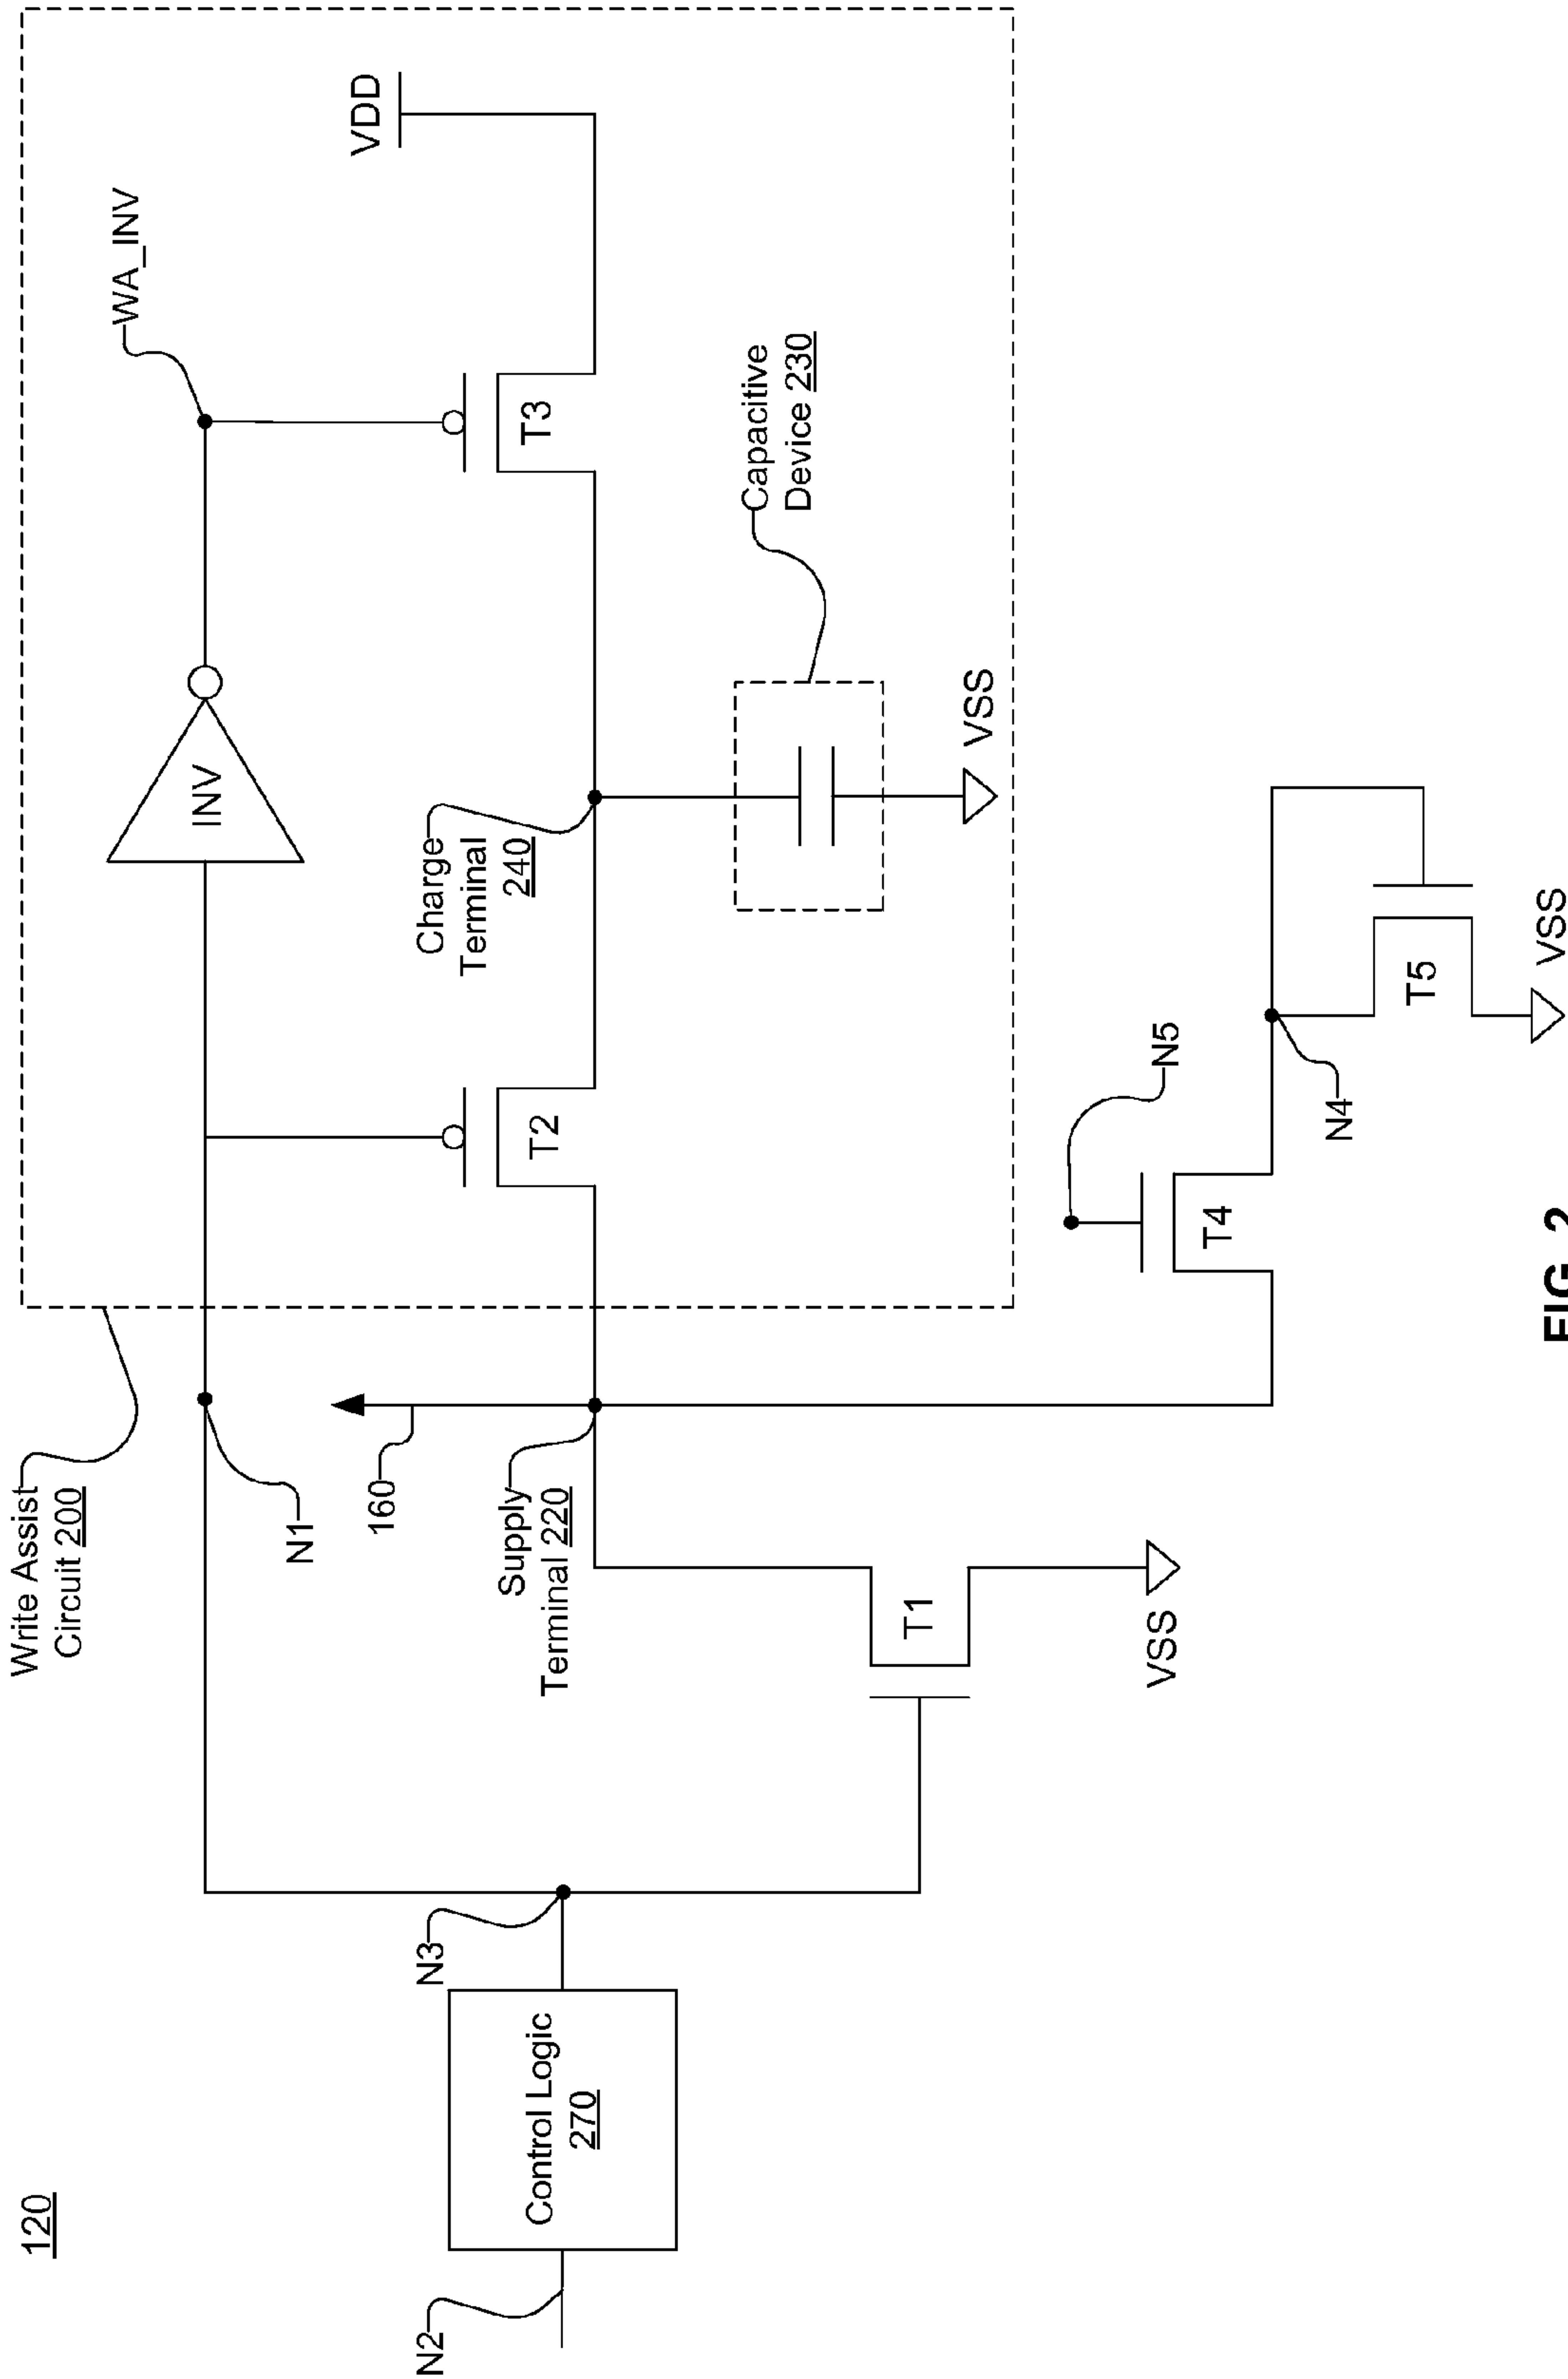 120
Write Assist
Circuit 200
WA_INV
INV
VDD
N1
160
T2
T3
Charge
Terminal
240
Capacitive
Device 230
VSS
N2
Control Logic
270
N3
Supply
Terminal 220
T1
VSS
N5
T4
N4
T5
VSS
FIG. 2